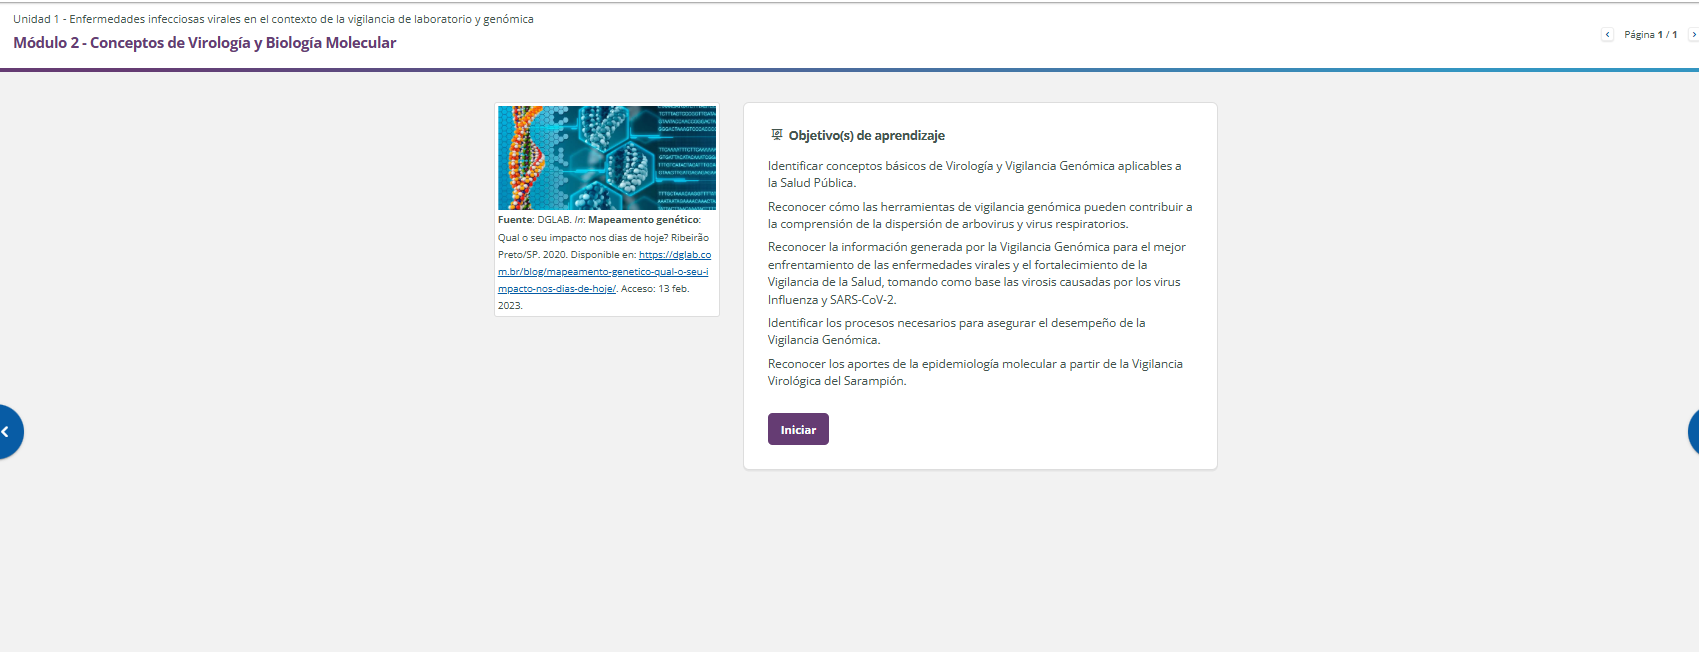 Unidad 1 - Enfermedades infecciosas virales en el contexto de la vigilancia de laboratorio y genómica
Módulo 2 - Conceptos de Virología y Biología Molecular
Página 1 / 1
Fuente: DGLAB. In: Mapeamento genético:
Qual o seu impacto nos dias de hoje? Ribeirão
Preto/SP. 2020. Disponible en: https://dglab.co
m.br/blog/mapeamento-genetico-qual-o-seu-i
mpacto-nos-dias-de-hoje/. Acceso: 13 feb.
2023.
Objetivo(s) de aprendizaje
Identificar conceptos básicos de Virología y Vigilancia Genómica aplicables a
la Salud Pública.
Reconocer cómo las herramientas de vigilancia genómica pueden contribuir a
la comprensión de la dispersión de arbovirus y virus respiratorios.
Reconocer la información generada por la Vigilancia Genómica para el mejor
enfrentamiento de las enfermedades virales y el fortalecimiento de la
Vigilancia de la Salud, tomando como base las virosis causadas por los virus
Influenza y SARS-CoV-2.
Identificar los procesos necesarios para asegurar el desempeño de la
Vigilancia Genómica.
Reconocer los aportes de la epidemiología molecular a partir de la Vigilancia
Virológica del Sarampión.
Iniciar